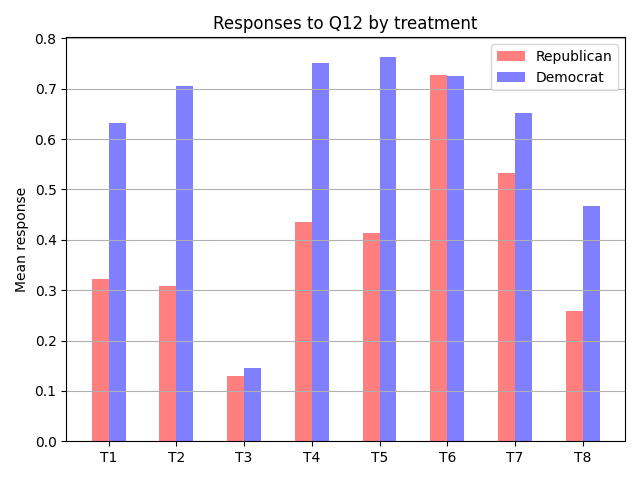 Responses to Q12 by treatment
Republican
Democrat
Mean response
0.8
0.7
0.6
0.5
0.4
0.3
0.2
0.1
0.0
T1 T2 T3 T4 T5 T6 T7 T8